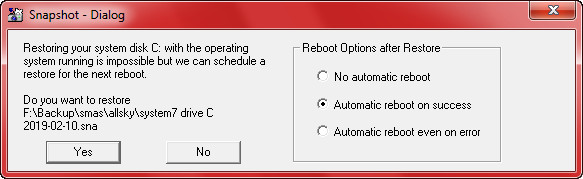 Snapshot - Dialog
Restoring your system disk C: with the operating
system running is impossible but we can schedule a
restore for the next reboot.
Do you want to restore
F:\Backup\smas\allsky\system7 drive C
2019-02-10.sna
Yes
No
Reboot Options after Restore
No automatic reboot
Automatic reboot on success
Automatic reboot even on error